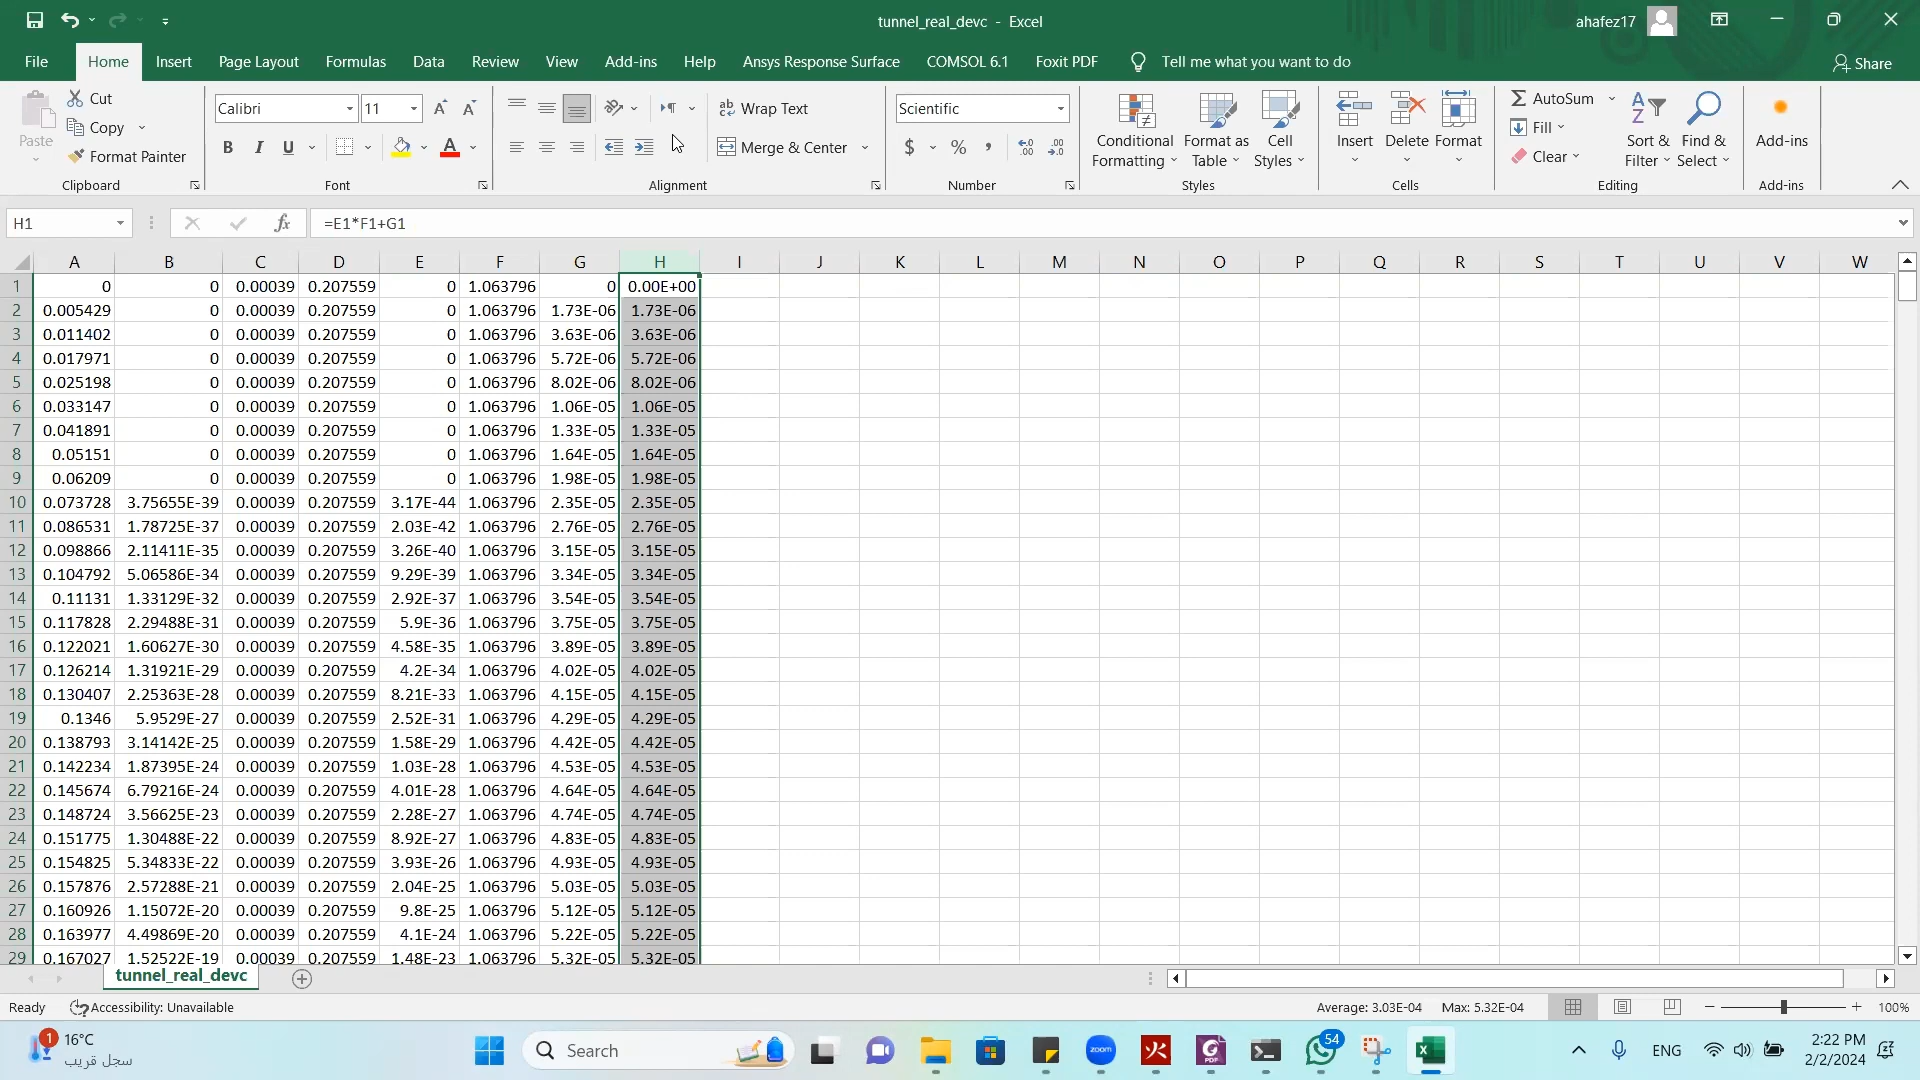 tunnel_real_devc - Excel
ahafez17
File Home Insert Page Layout Formulas Data Review View Add-ins Help Ansys Response Surface COMSOL 6.1 Foxit PDF Tell me what you want to do Share
Paste
Cut
Copy
Format Painter
Clipboard
Calibri 11
B I U A
Font
Wrap Text
Merge & Center
Alignment
Scientific
$ % ,
Number
Conditional Formatting
Format as Table
Cell Styles
Styles
Insert Delete Format
Cells
AutoSum
Fill
Clear
Sort & Filter
Find & Select
Editing
Add-ins
Add-ins
H1 fx =E1*F1+G1
A B C D E F G H I J K L M N O P Q R S T U V W
1 0 0 0.00039 0.207559 0 1.063796 0 0.00E+00
2 0.005429 0 0.00039 0.207559 0 1.063796 1.73E-06 1.73E-06
3 0.011402 0 0.00039 0.207559 0 1.063796 3.63E-06 3.63E-06
4 0.017971 0 0.00039 0.207559 0 1.063796 5.72E-06 5.72E-06
5 0.025198 0 0.00039 0.207559 0 1.063796 8.02E-06 8.02E-06
6 0.033147 0 0.00039 0.207559 0 1.063796 1.06E-05 1.06E-05
7 0.041891 0 0.00039 0.207559 0 1.063796 1.33E-05 1.33E-05
8 0.05151 0 0.00039 0.207559 0 1.063796 1.64E-05 1.64E-05
9 0.06209 0 0.00039 0.207559 0 1.063796 1.98E-05 1.98E-05
10 0.073728 3.75655E-39 0.00039 0.207559 3.17E-44 1.063796 2.35E-05 2.35E-05
11 0.086531 1.78725E-37 0.00039 0.207559 2.03E-42 1.063796 2.76E-05 2.76E-05
12 0.098866 2.11411E-35 0.00039 0.207559 3.26E-40 1.063796 3.15E-05 3.15E-05
13 0.104792 5.06586E-34 0.00039 0.207559 9.29E-39 1.063796 3.34E-05 3.34E-05
14 0.11131 1.33129E-32 0.00039 0.207559 2.92E-37 1.063796 3.54E-05 3.54E-05
15 0.117828 2.29488E-31 0.00039 0.207559 5.9E-36 1.063796 3.75E-05 3.75E-05
16 0.122021 1.60627E-30 0.00039 0.207559 4.58E-35 1.063796 3.89E-05 3.89E-05
17 0.126214 1.31921E-29 0.00039 0.207559 4.2E-34 1.063796 4.02E-05 4.02E-05
18 0.130407 2.25363E-28 0.00039 0.207559 8.21E-33 1.063796 4.15E-05 4.15E-05
19 0.1346 5.9529E-27 0.00039 0.207559 2.52E-31 1.063796 4.29E-05 4.29E-05
20 0.138793 3.14142E-25 0.00039 0.207559 1.58E-29 1.063796 4.42E-05 4.42E-05
21 0.142234 1.87395E-24 0.00039 0.207559 1.03E-28 1.063796 4.53E-05 4.53E-05
22 0.145674 6.79216E-24 0.00039 0.207559 4.01E-28 1.063796 4.64E-05 4.64E-05
23 0.148724 3.56625E-23 0.00039 0.207559 2.28E-27 1.063796 4.74E-05 4.74E-05
24 0.151775 1.30488E-22 0.00039 0.207559 8.92E-27 1.063796 4.83E-05 4.83E-05
25 0.154825 5.34833E-22 0.00039 0.207559 3.93E-26 1.063796 4.93E-05 4.93E-05
26 0.157876 2.57288E-21 0.00039 0.207559 2.04E-25 1.063796 5.03E-05 5.03E-05
27 0.160926 1.15072E-20 0.00039 0.207559 9.8E-25 1.063796 5.12E-05 5.12E-05
28 0.163977 4.49869E-20 0.00039 0.207559 4.1E-24 1.063796 5.22E-05 5.22E-05
29 0.167027 1.52522E-19 0.00039 0.207559 1.48E-23 1.063796 5.32E-05 5.32E-05
tunnel_real_devc
Ready Accessibility: Unavailable Average: 3.03E-04 Max: 5.32E-04 100%
1 16°C
سجل قريب
Search
zoom
54
ENG
2:22 PM
2/2/2024